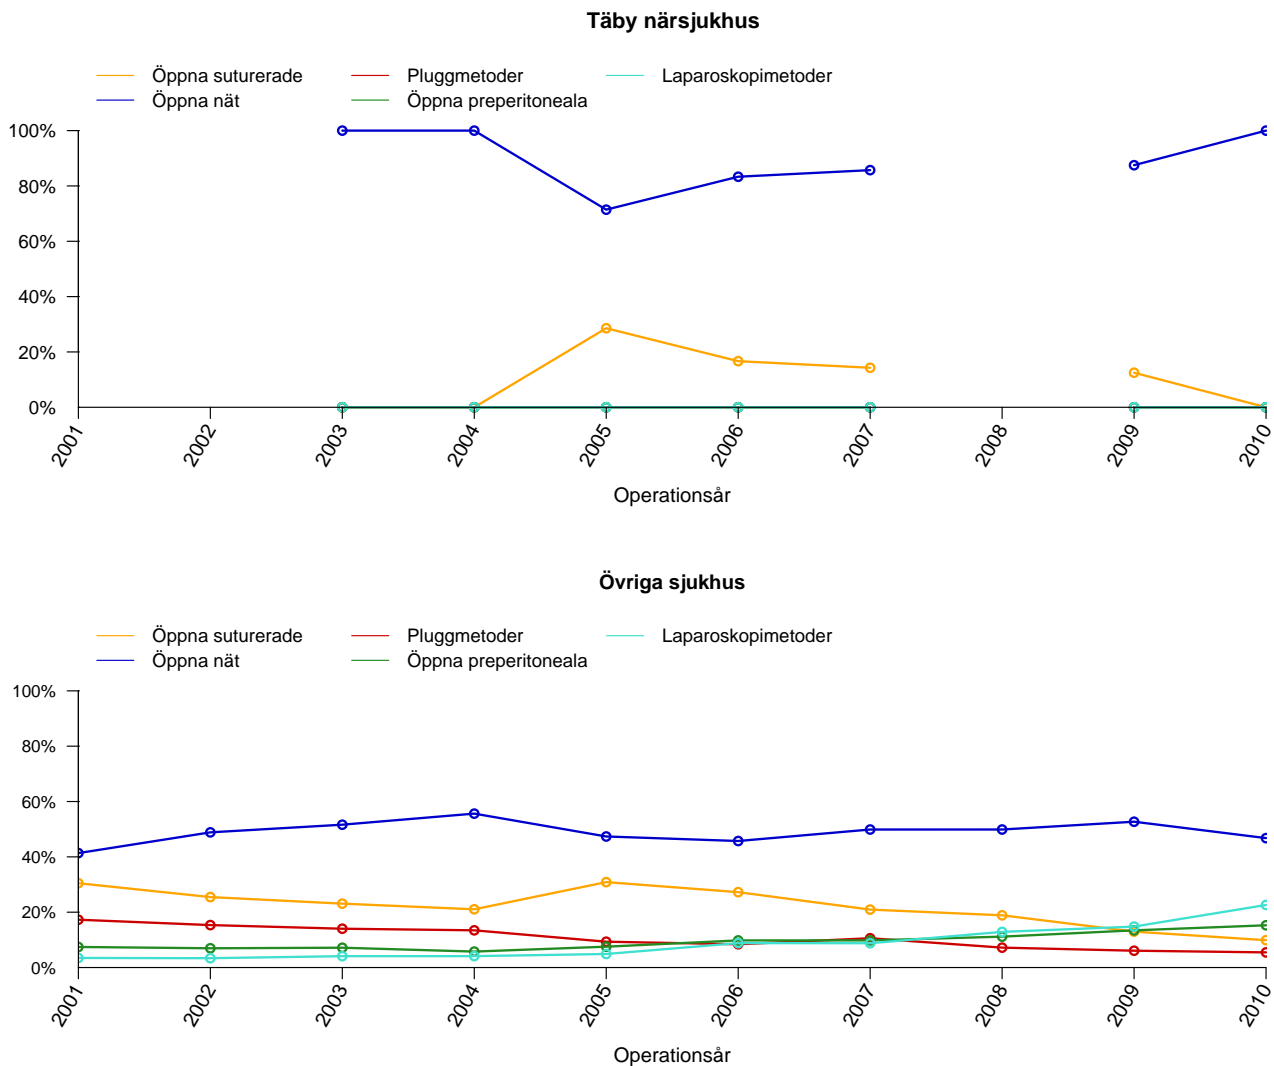 Täby närsjukhus
Öppna suturerade Pluggmetoder Laparoskopimetoder
Öppna nät Öppna preperitoneala
100%
80%
60%
40%
20%
0%
2001 2002 2003 2004 2005 2006 2007 2008 2009 2010
Operationsår
Övriga sjukhus
Öppna suturerade Pluggmetoder Laparoskopimetoder
Öppna nät Öppna preperitoneala
100%
80%
60%
40%
20%
0%
2001 2002 2003 2004 2005 2006 2007 2008 2009 2010
Operationsår